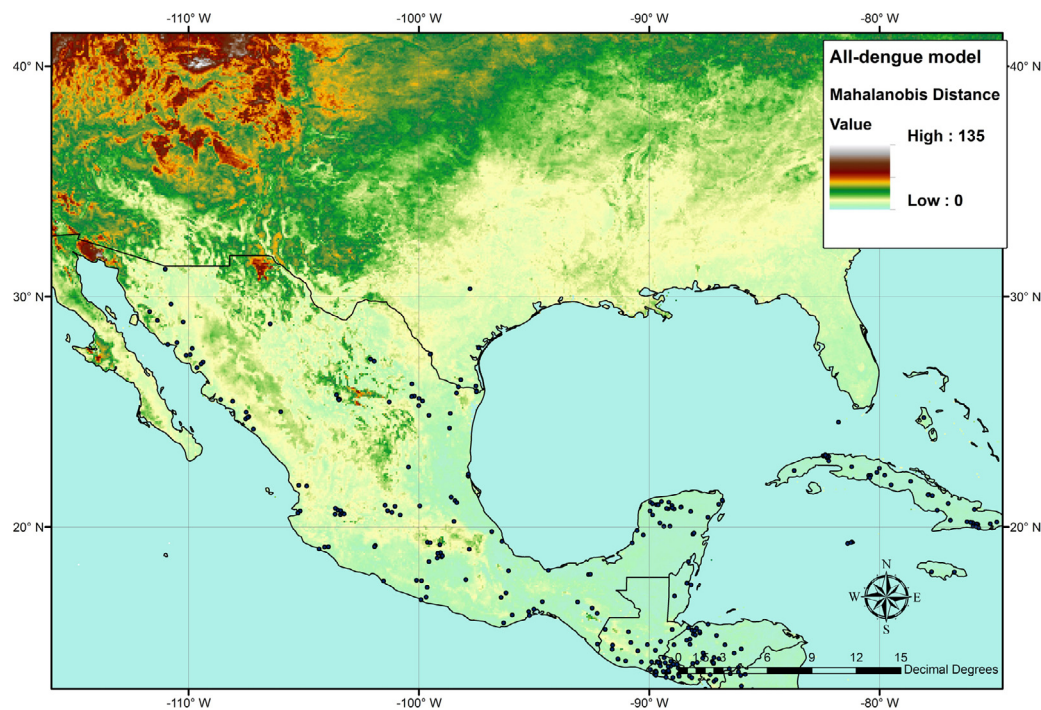 -110° W -100° W -90° W -80° W
All-dengue model
40° N 40° N
Mahalanobis Distance
Value
High : 135
Low : 0
30° N 30° N
20° N 20° N
N
W E
S
0 3 6 9 12 15
Decimal Degrees
-110° W -100° W -90° W -80° W